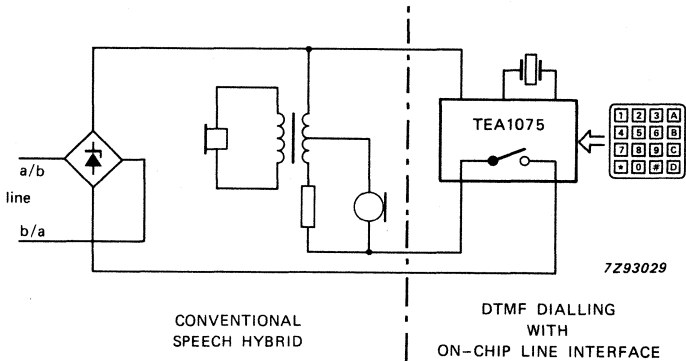 TEA1075
1 2 3 A
4 5 6 B
7 8 9 C
* 0 # D
a/b
line
b/a
7Z93029
CONVENTIONAL
SPEECH HYBRID
DTMF DIALLING
WITH
ON-CHIP LINE INTERFACE